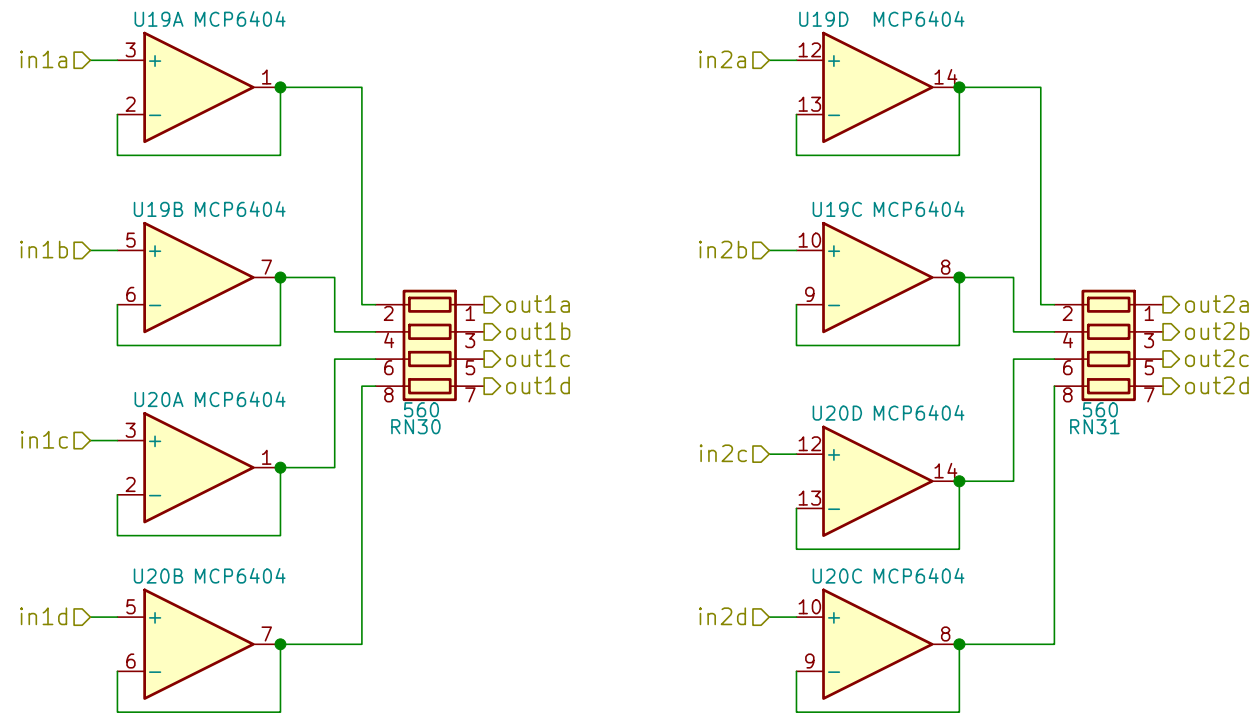 U19A MCP6404
in1a
3
+
1
2
−
U19B MCP6404
in1b
5
+
7
6
−
U20A MCP6404
in1c
3
+
1
2
−
U20B MCP6404
in1d
5
+
7
6
−
2 1 out1a
4 3 out1b
6 5 out1c
8 7 out1d
560
RN30
U19D MCP6404
in2a
12
+
14
13
−
U19C MCP6404
in2b
10
+
8
9
−
U20D MCP6404
in2c
12
+
14
13
−
U20C MCP6404
in2d
10
+
8
9
−
2 1 out2a
4 3 out2b
6 5 out2c
8 7 out2d
560
RN31